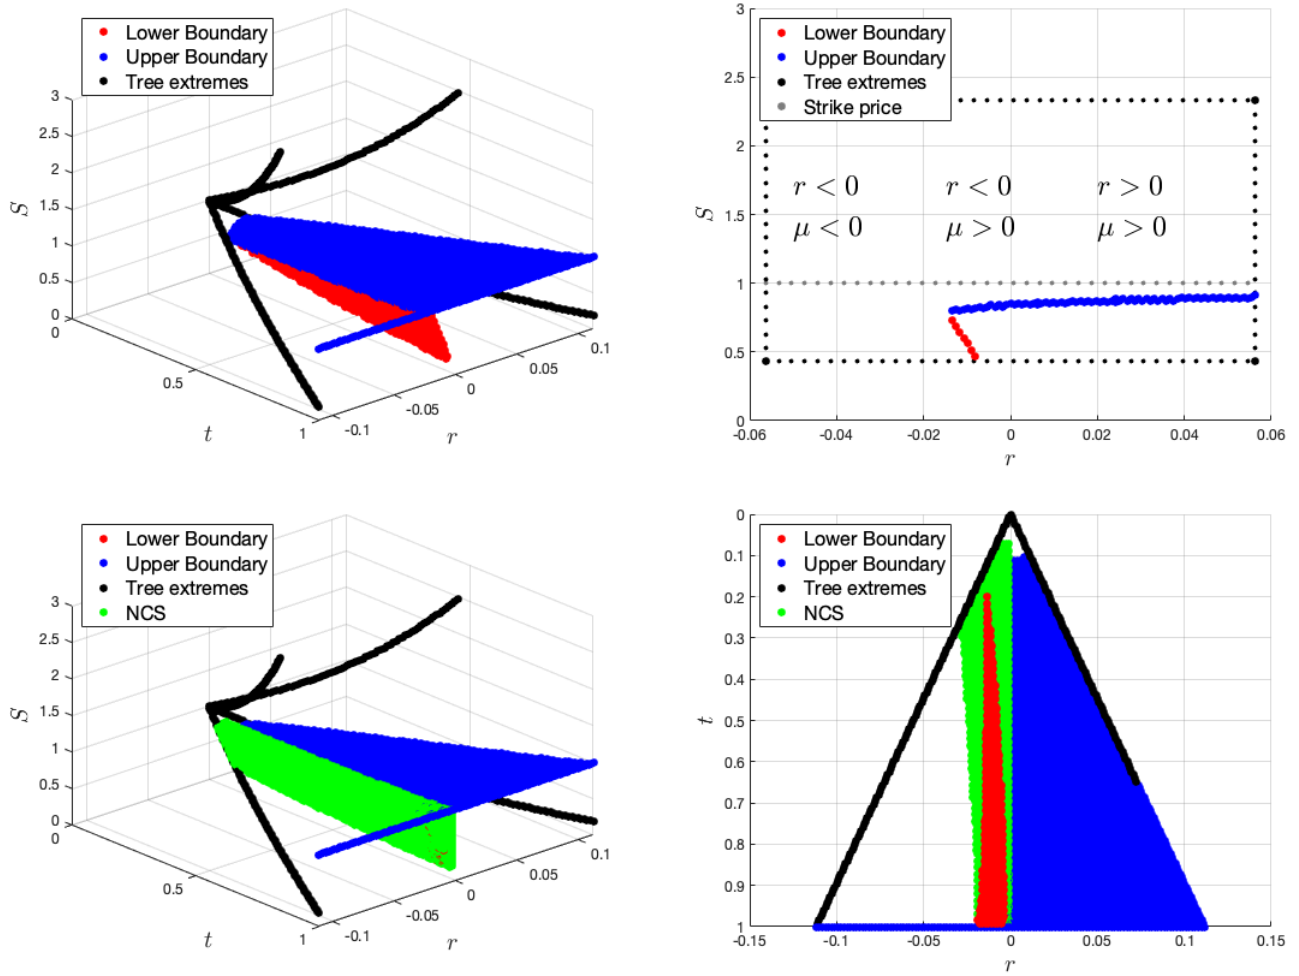 Lower Boundary
Upper Boundary
Tree extremes
3
2.5
2
1.5
1
0.5
0
S
0
0.5
1
t
-0.1
-0.05
0
0.05
0.1
r
Lower Boundary
Upper Boundary
Tree extremes
Strike price
3
2.5
2
1.5
1
0.5
0
S
r < 0 r < 0 r > 0
μ < 0 μ > 0 μ > 0
-0.06 -0.04 -0.02 0 0.02 0.04 0.06
r
Lower Boundary
Upper Boundary
Tree extremes
NCS
3
2.5
2
1.5
1
0.5
0
S
0
0.5
1
t
-0.1
-0.05
0
0.05
0.1
r
Lower Boundary
Upper Boundary
Tree extremes
NCS
0
0.1
0.2
0.3
0.4
0.5
0.6
0.7
0.8
0.9
1
t
-0.15 -0.1 -0.05 0 0.05 0.1 0.15
r